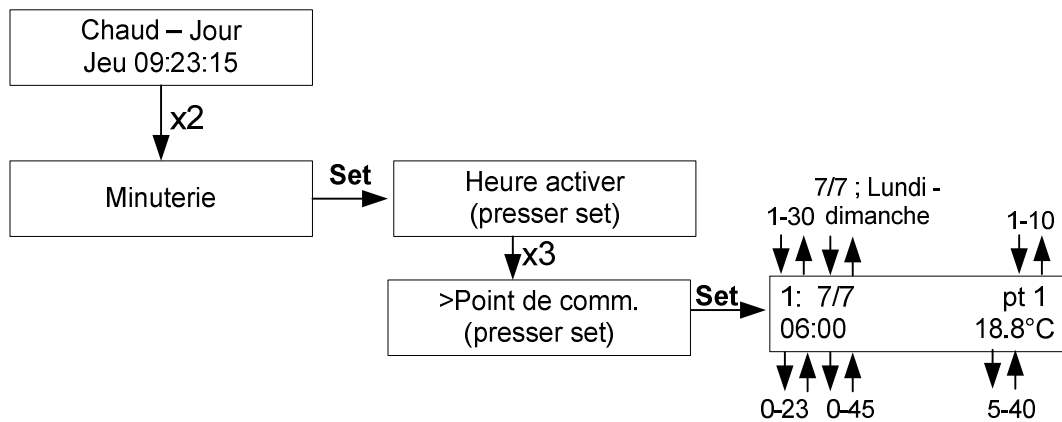 Chaud – Jour
Jeu 09:23:15
x2
Minuterie
Set
Heure activer
(presser set)
x3
>Point de comm.
(presser set)
Set
7/7 ; Lundi -
1-30 dimanche
1-10
1: 7/7 pt 1
06:00 18.8°C
0-23 0-45 5-40